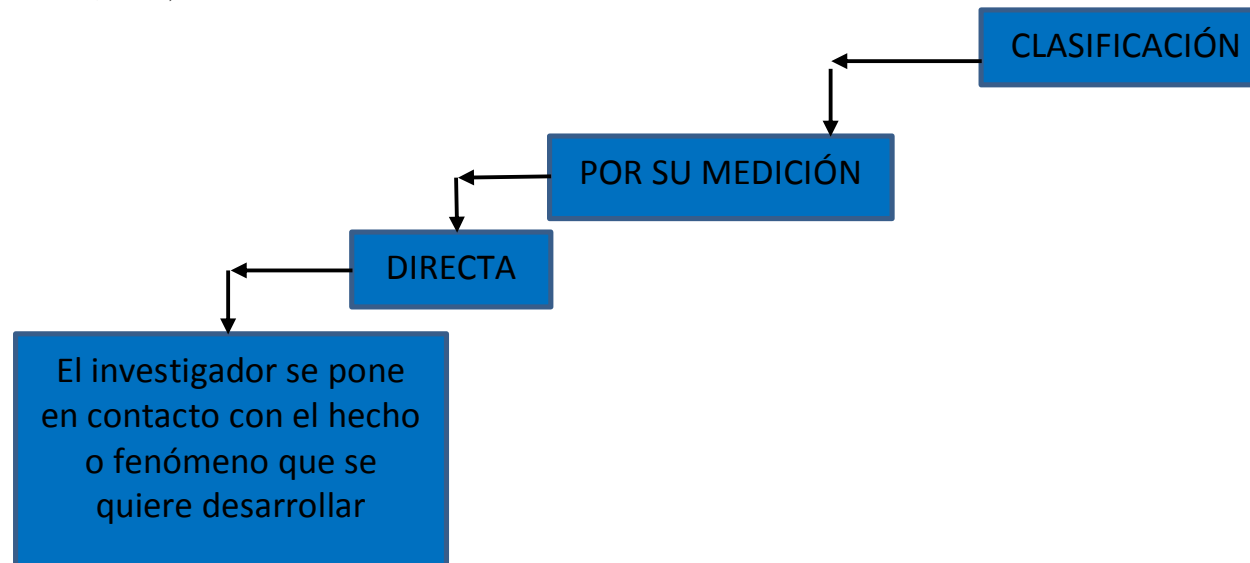 CLASIFICACIÓN
POR SU MEDICIÓN
DIRECTA
El investigador se pone
en contacto con el hecho
o fenómeno que se
quiere desarrollar